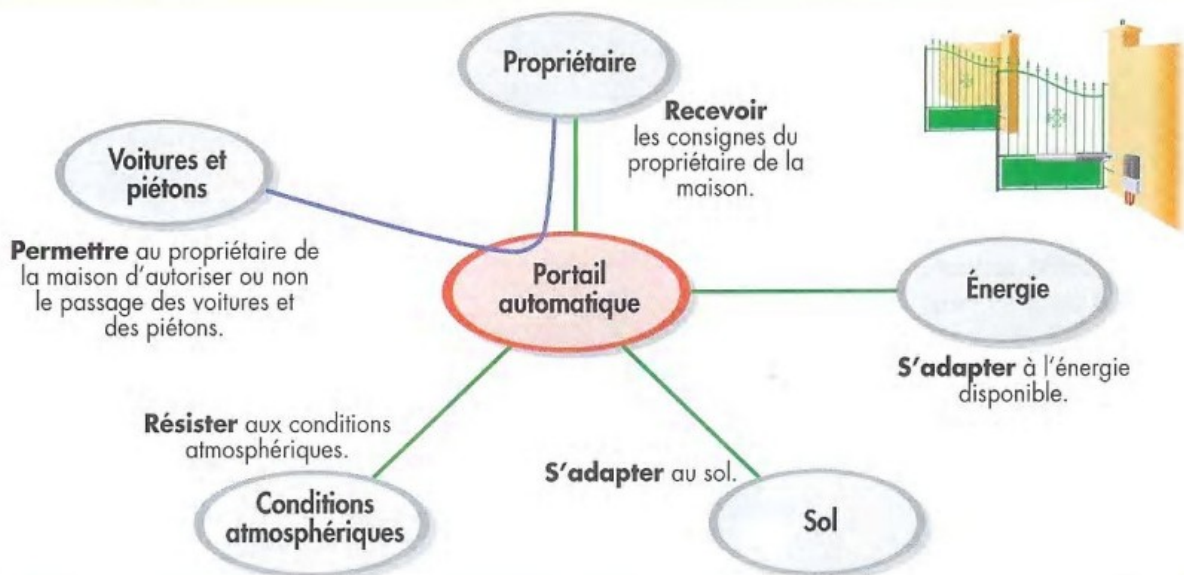 Propriétaire
Recevoir
les consignes du
propriétaire de la
maison.
Voitures et
piétons
Permettre au propriétaire de
la maison d'autoriser ou non
le passage des voitures et
des piétons.
Portail
automatique
Énergie
S'adapter à l'énergie
disponible.
Résister aux conditions
atmosphériques.
S'adapter au sol.
Conditions
atmosphériques
Sol